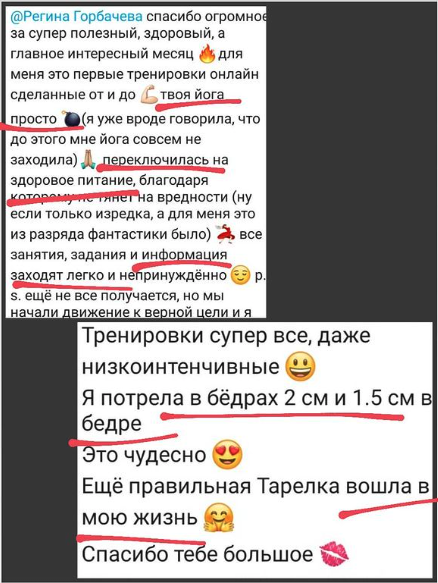 @Регина Горбачева спасибо огромное
за супер полезный, здоровый, а
главное интересный месяц 🔥 для
меня это первые тренировки онлайн
сделанные от и до 💪 твоя йога
просто 💣 (я уже вроде говорила, что
до этого мне йога совсем не
заходила) 🙏 переключилась на
здоровое питание, благодаря
которому не тянет на вредности (ну
если только изредка, а для меня это
из разряда фантастики было) 💃 все
занятия, задания и информация
заходят легко и непринуждённо 😌 p.
s. ещё не все получается, но мы
начали движение к верной цели и я
Тренировки супер все, даже
низкоинтенчивные 😃
Я потрела в бёдрах 2 см и 1.5 см в
бедре
Это чудесно 😍
Ещё правильная Тарелка вошла в
мою жизнь 🤗
Спасибо тебе большое 💋